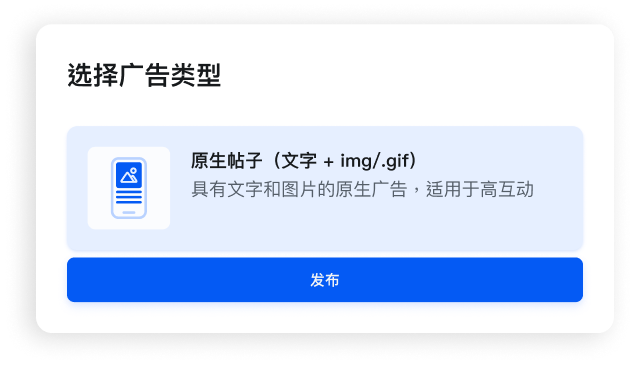 选择广告类型
原生帖子（文字 + img/.gif）
具有文字和图片的原生广告，适用于高互动
发布